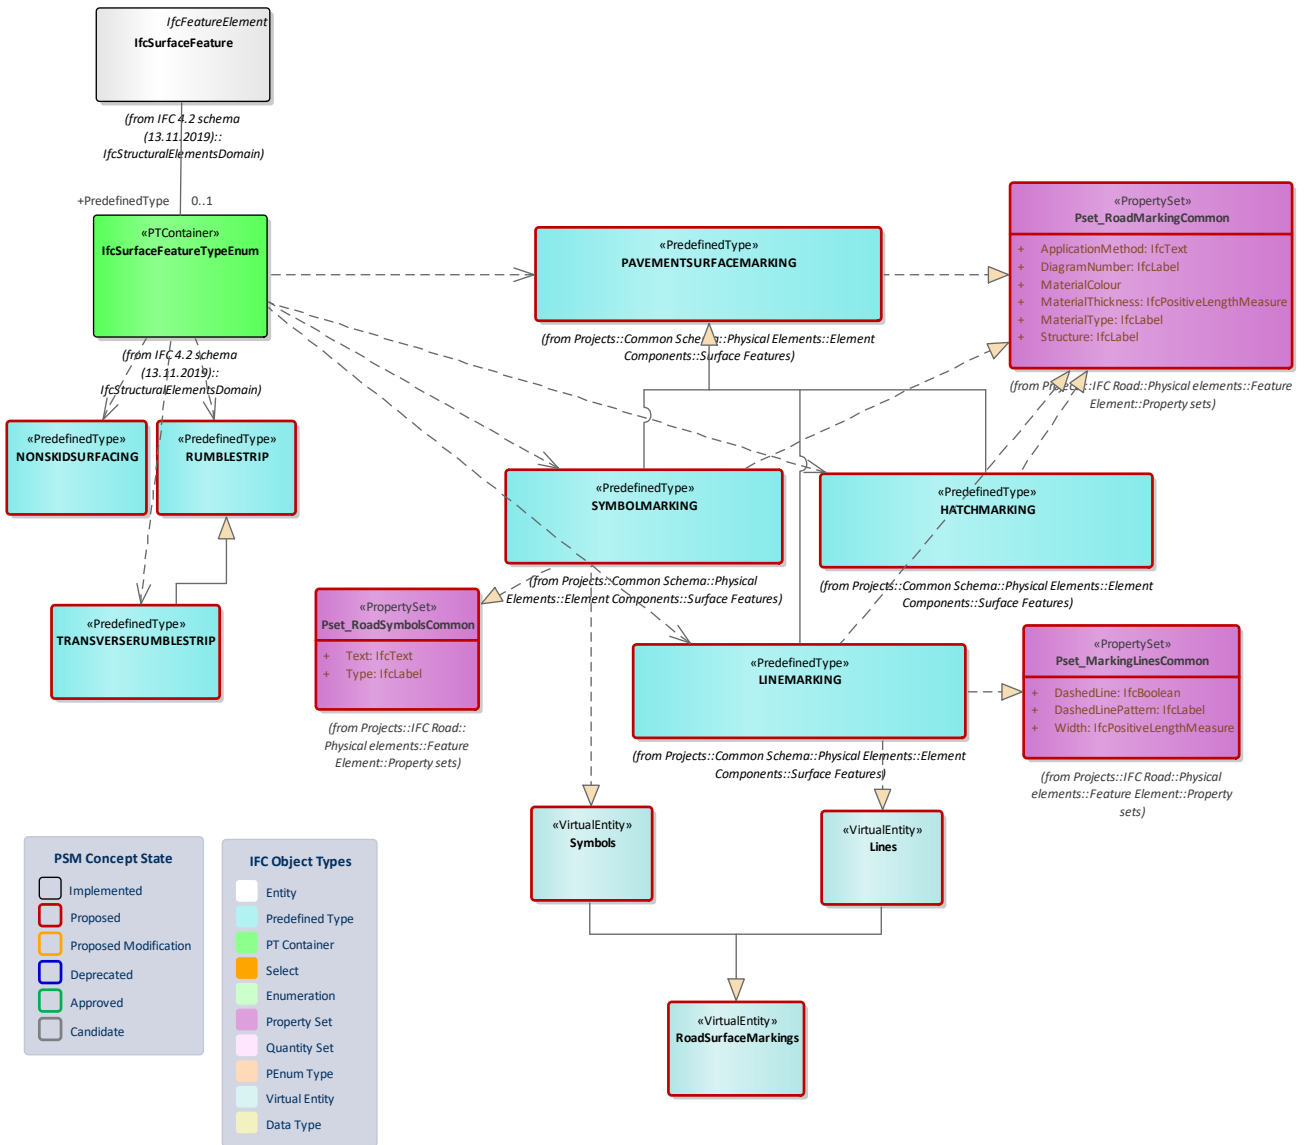 IfcFeatureElement
IfcSurfaceFeature
(from IFC 4.2 schema
(13.11.2019)::
IfcStructuralElementsDomain)
+PredefinedType 0..1
«PTContainer»
IfcSurfaceFeatureTypeEnum
(from IFC 4.2 schema
(13.11.2019)::
IfcStructuralElementsDomain)
«PredefinedType»
PAVEMENTSURFACEMARKING
(from Projects::Common Schema::Physical Elements::Element
Components::Surface Features)
«PropertySet»
Pset_RoadMarkingCommon
+ ApplicationMethod: IfcText
+ DiagramNumber: IfcLabel
+ MaterialColour
+ MaterialThickness: IfcPositiveLengthMeasure
+ MaterialType: IfcLabel
+ Structure: IfcLabel
(from Projects::IFC Road::Physical elements::Feature
Element::Property sets)
«PredefinedType»
NONSKIDSURFACING
«PredefinedType»
RUMBLESTRIP
«PredefinedType»
SYMBOLMARKING
(from Projects::Common Schema::Physical
Elements::Element Components::Surface Features)
«PredefinedType»
HATCHMARKING
(from Projects::Common Schema::Physical Elements::Element
Components::Surface Features)
«PredefinedType»
TRANSVERSERUMBLESTRIP
«PropertySet»
Pset_RoadSymbolsCommon
+ Text: IfcText
+ Type: IfcLabel
(from Projects::IFC Road::
Physical elements::Feature
Element::Property sets)
«PredefinedType»
LINEMARKING
(from Projects::Common Schema::Physical Elements::Element
Components::Surface Features)
«PropertySet»
Pset_MarkingLinesCommon
+ DashedLine: IfcBoolean
+ DashedLinePattern: IfcLabel
+ Width: IfcPositiveLengthMeasure
(from Projects::IFC Road::Physical
elements::Feature Element::Property
sets)
«VirtualEntity»
Symbols
«VirtualEntity»
Lines
«VirtualEntity»
RoadSurfaceMarkings
PSM Concept State
Implemented
Proposed
Proposed Modification
Deprecated
Approved
Candidate
IFC Object Types
Entity
Predefined Type
PT Container
Select
Enumeration
Property Set
Quantity Set
PEnum Type
Virtual Entity
Data Type